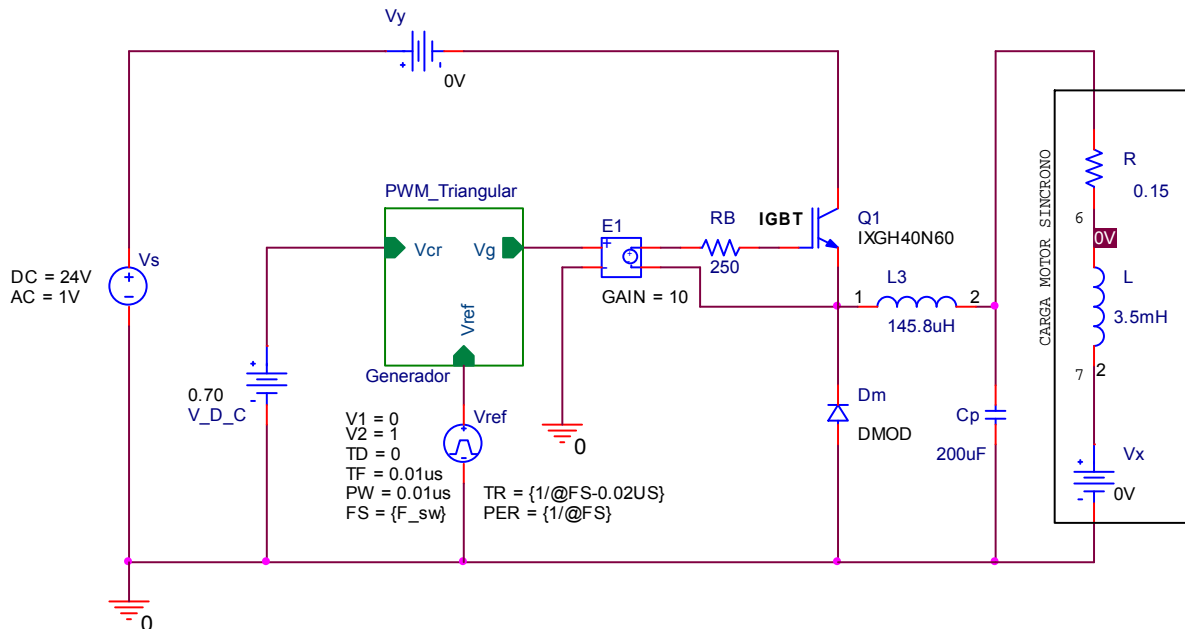 Vy
0V
PWM_Triangular
Vcr
Vg
Vref
Generador
E1
GAIN = 10
RB
250
IGBT
Q1
IXGH40N60
DC = 24V
AC = 1V
Vs
0.70
V_D_C
V1 = 0
V2 = 1
TD = 0
TF = 0.01us
PW = 0.01us
FS = {F_sw}
Vref
TR = {1/@FS-0.02US}
PER = {1/@FS}
0
L3
1
2
145.8uH
Dm
DMOD
Cp
200uF
CARGA MOTOR SINCRONO
R
0.15
6
0V
L
3.5mH
7
2
Vx
0V
0